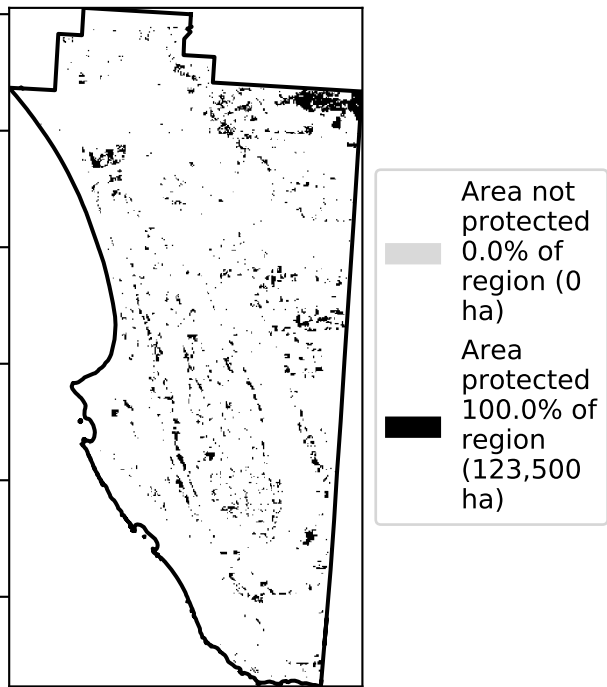 Area not
protected
0.0% of
region (0
ha)
Area
protected
100.0% of
region
(123,500
ha)